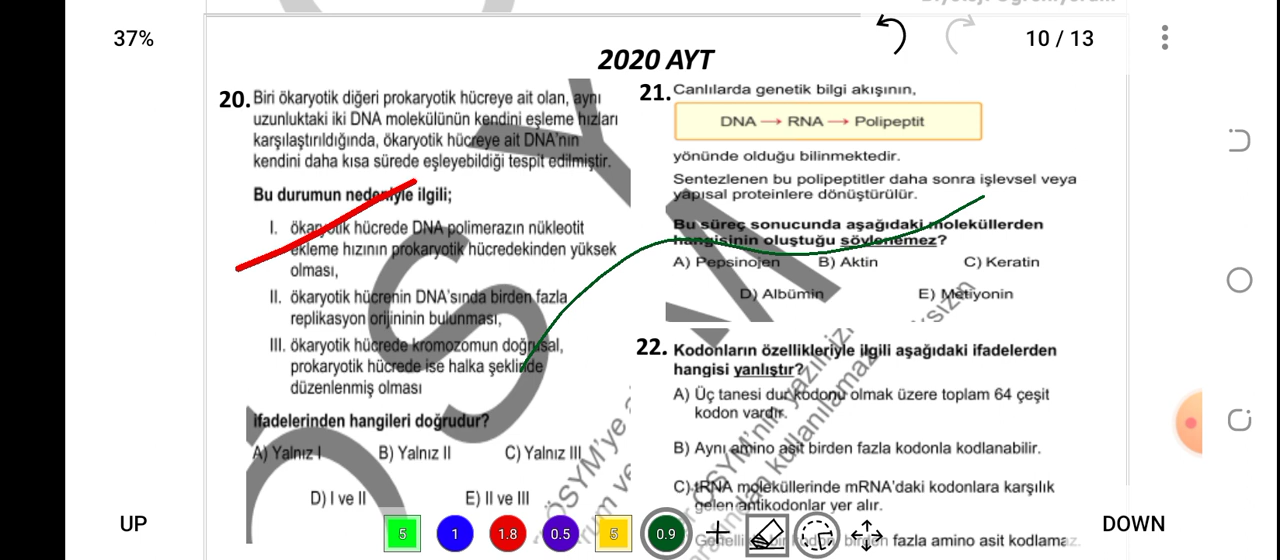 37%
10 / 13
2020 AYT
20. Biri ökaryotik diğeri prokaryotik hücreye ait olan, aynı
uzunluktaki iki DNA molekülünün kendini eşleme hızları
karşılaştırıldığında, ökaryotik hücreye ait DNA'nın
kendini daha kısa sürede eşleyebildiği tespit edilmiştir.
Bu durumun nedeniyle ilgili;
I. ökaryotik hücrede DNA polimerazın nükleotit
ekleme hızının prokaryotik hücredekinden yüksek
olması,
II. ökaryotik hücrenin DNA'sında birden fazla
replikasyon orijininin bulunması,
III. ökaryotik hücrede kromozomun doğrusal,
prokaryotik hücrede ise halka şeklinde
düzenlenmiş olması
ifadelerinden hangileri doğrudur?
A) Yalnız I B) Yalnız II C) Yalnız III
D) I ve II E) II ve III
21. Canlılarda genetik bilgi akışının,
DNA → RNA → Polipeptit
yönünde olduğu bilinmektedir.
Sentezlenen bu polipeptitler daha sonra işlevsel veya
yapısal proteinlere dönüştürülür.
Bu süreç sonucunda aşağıdaki moleküllerden
hangisinin oluştuğu söylenemez?
A) Pepsinojen B) Aktin C) Keratin
D) Albümin E) Metiyonin
22. Kodonların özellikleriyle ilgili aşağıdaki ifadelerden
hangisi yanlıştır?
A) Üç tanesi dur kodonu olmak üzere toplam 64 çeşit
kodon vardır.
B) Aynı amino asit birden fazla kodonla kodlanabilir.
C) tRNA moleküllerinde mRNA'daki kodonlara karşılık
gelen antikodonlar yer alır.
birden fazla amino asit kodlamaz.
ÖSYM'ye
ÖSYM'nin yazılı izni
kullanılamaz
UP
5 1 1.8 0.5 5 0.9
DOWN